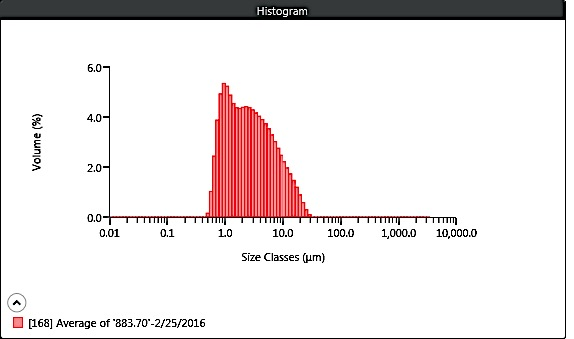 Histogram
6.0
4.0
2.0
0.0
Volume (%)
0.01 0.1 1.0 10.0 100.0 1,000.0 10,000.0
Size Classes (µm)
[168] Average of "883.70"-2/25/2016